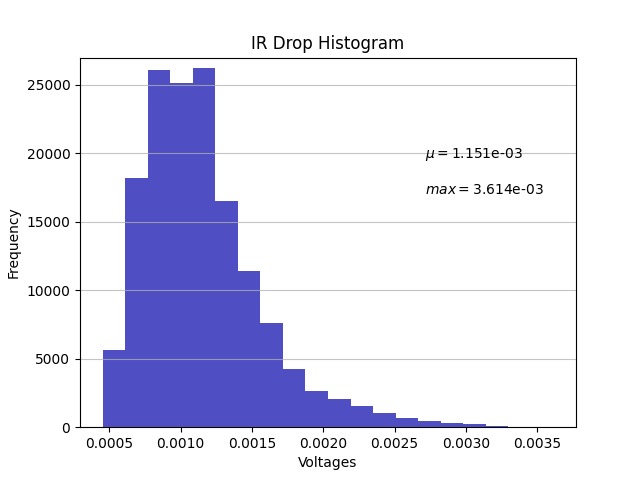 IR Drop Histogram
Frequency
25000
20000
15000
10000
5000
0
μ = 1.151e-03
max = 3.614e-03
0.0005 0.0010 0.0015 0.0020 0.0025 0.0030 0.0035
Voltages